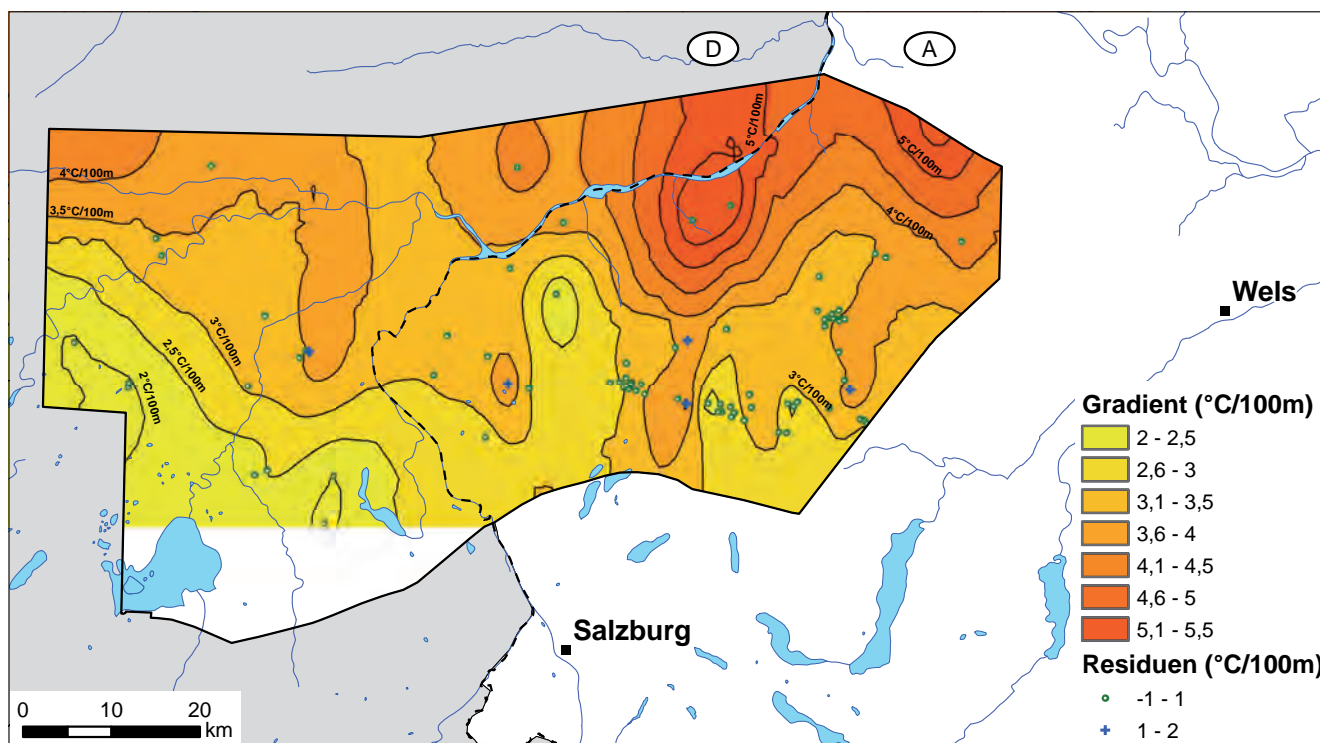 D
A
5°C/100m
5°C/100m
4°C/100m
3,5°C/100m
4°C/100m
3°C/100m
2,5°C/100m
2°C/100m
3°C/100m
Wels
Salzburg
Gradient (°C/100m)
2 - 2,5
2,6 - 3
3,1 - 3,5
3,6 - 4
4,1 - 4,5
4,6 - 5
5,1 - 5,5
Residuen (°C/100m)
-1 - 1
1 - 2
0 10 20
km